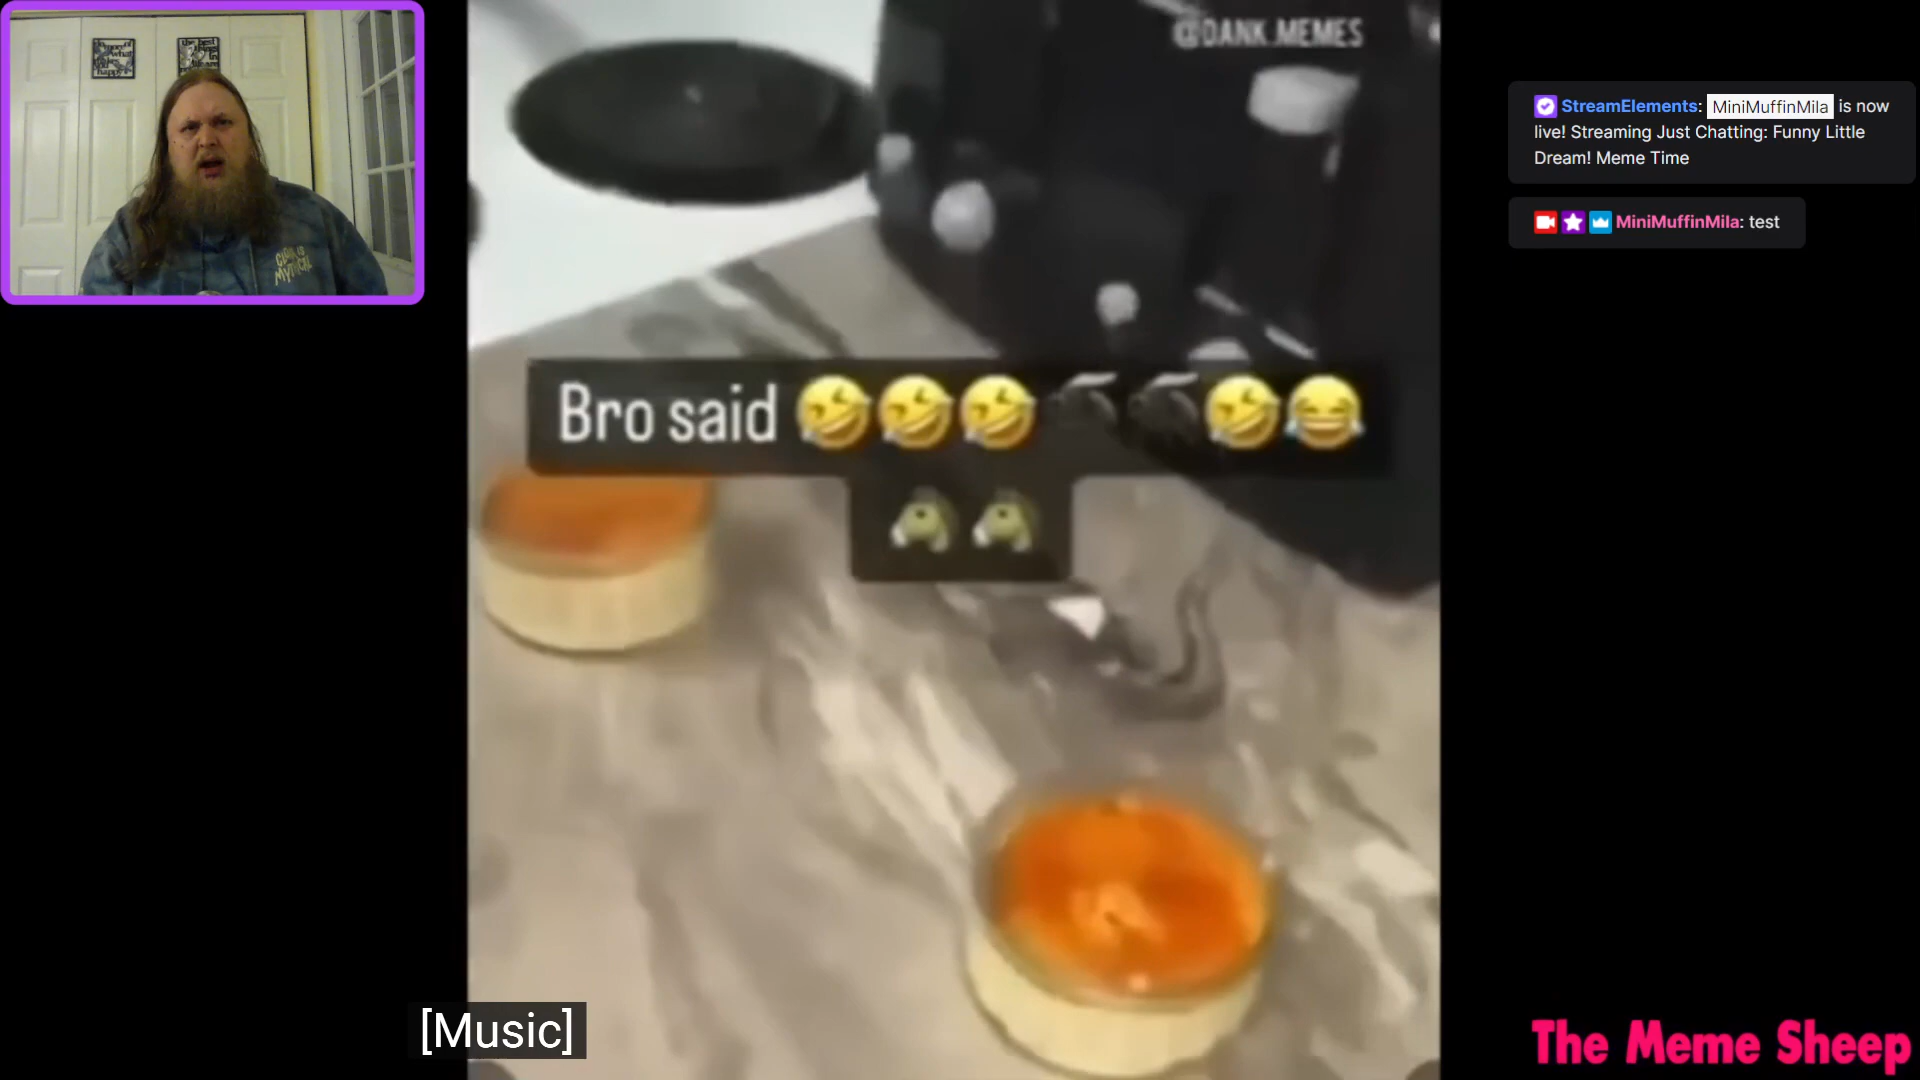 @DANK.MEMES
StreamElements: MiniMuffinMila is now
live! Streaming Just Chatting: Funny Little
Dream! Meme Time
MiniMuffinMila: test
Bro said 🤣🤣🤣🤣😂
[Music]
The Meme Sheep